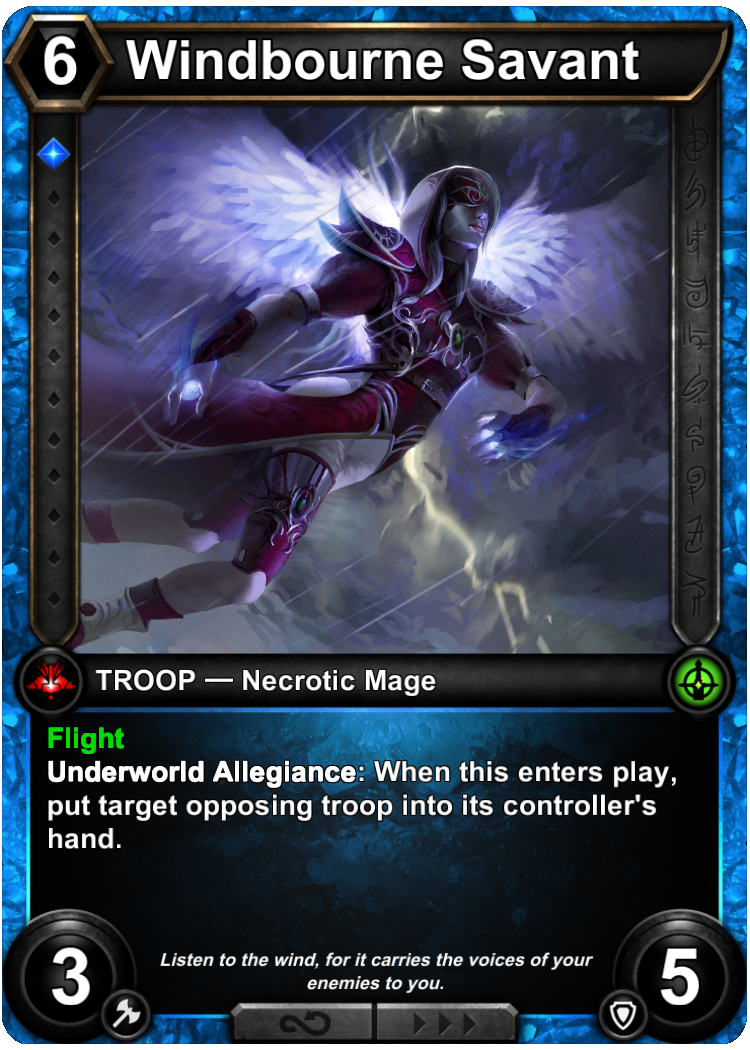 6 Windbourne Savant
TROOP — Necrotic Mage
Flight
Underworld Allegiance: When this enters play,
put target opposing troop into its controller's
hand.
Listen to the wind, for it carries the voices of your
enemies to you.
3
5